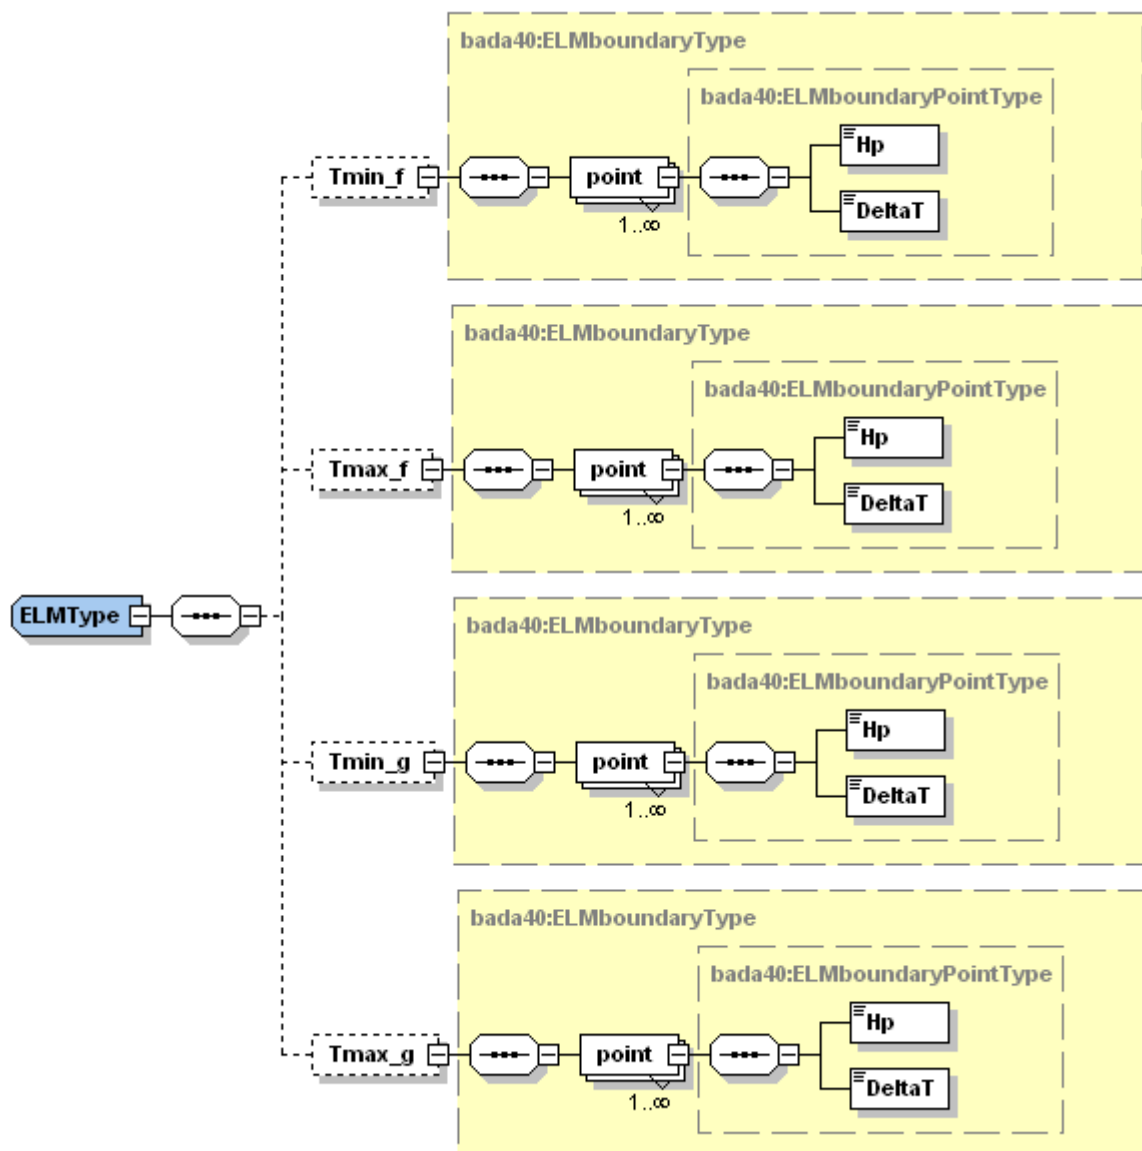 bada40:ELMboundaryType
bada40:ELMboundaryPointType
Hp
Tmin_f
point
DeltaT
1..∞
bada40:ELMboundaryType
bada40:ELMboundaryPointType
Hp
Tmax_f
point
DeltaT
1..∞
ELMType
bada40:ELMboundaryType
bada40:ELMboundaryPointType
Hp
Tmin_g
point
DeltaT
1..∞
bada40:ELMboundaryType
bada40:ELMboundaryPointType
Hp
Tmax_g
point
DeltaT
1..∞